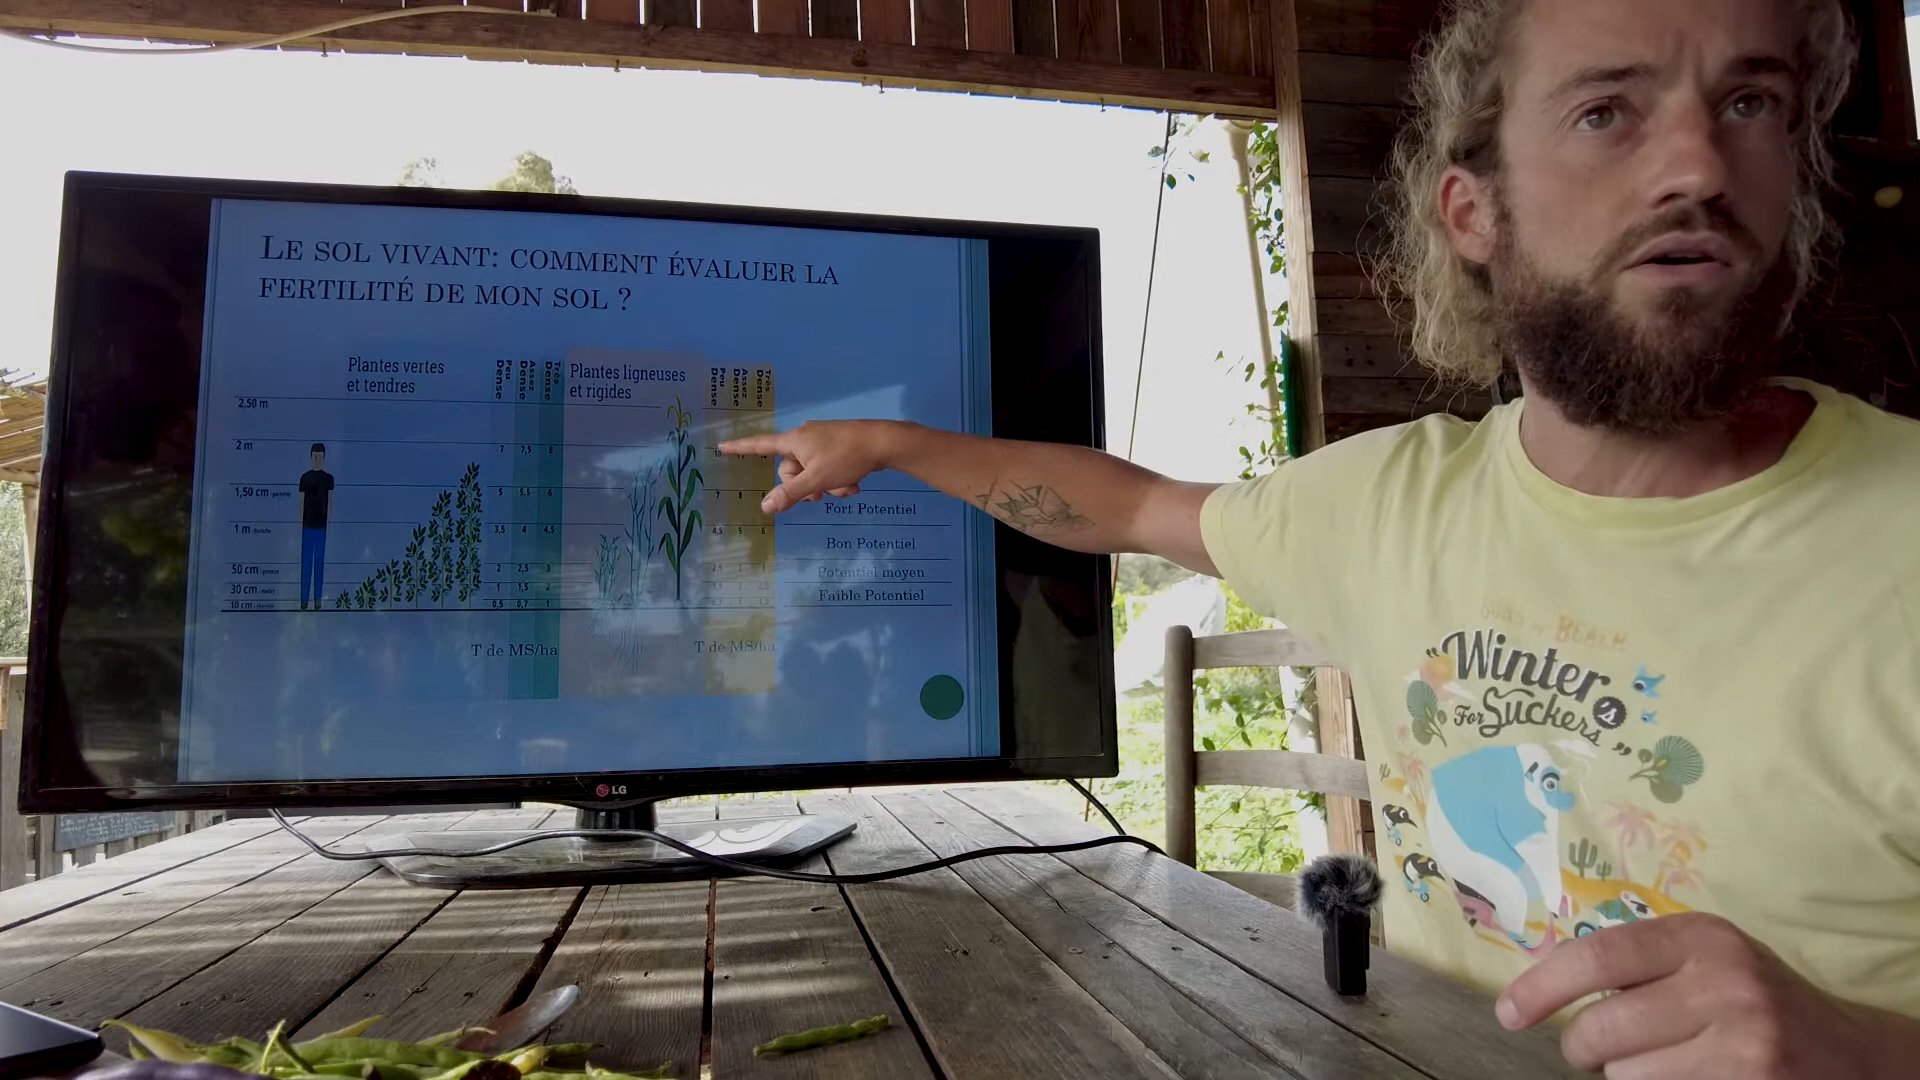 LE SOL VIVANT: COMMENT ÉVALUER LA
FERTILITÉ DE MON SOL ?
Plantes vertes
et tendres
Peu Dense
Assez Dense
Très Dense
Plantes ligneuses
et rigides
Peu Dense
Assez Dense
Très Dense
2,50 m
2 m 7 7,5 8 10
1,50 cm 5 5,5 6 7 8
Fort Potentiel
1 m 3,5 4 4,5 4,5 5 6
Bon Potentiel
50 cm 2 2,5 3
Potentiel moyen
30 cm 1 1,5 2
Faible Potentiel
10 cm 0,5 0,7 1
T de MS/ha T de MS/ha
LG
Winter's
For Suckers